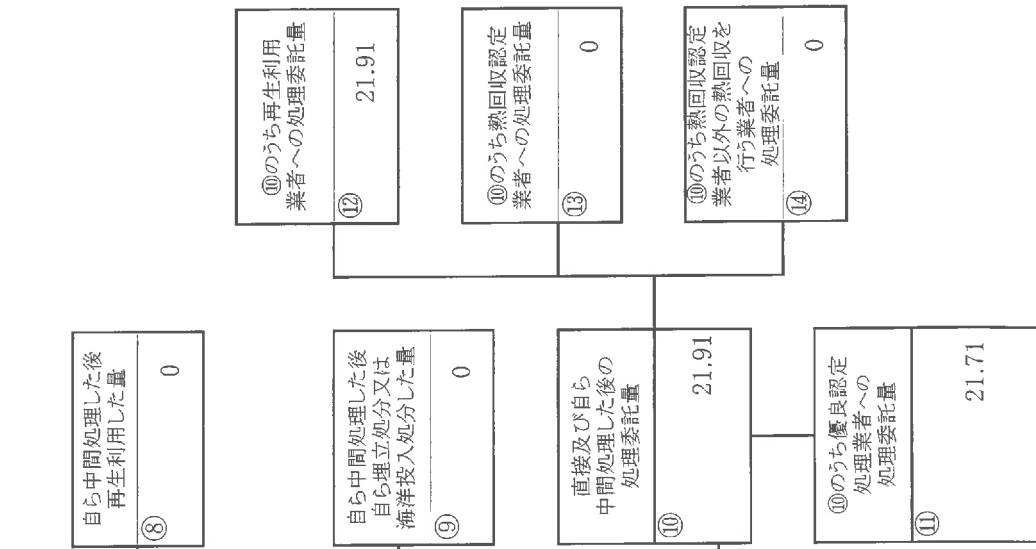 自ら中間処理した後
再生利用した量
⑧
0
自ら中間処理した後
自ら埋立処分又は
海洋投入処分した量
⑨
0
直接及び自ら
中間処理した後の
処理委託量
⑩
21.91
⑩のうち優良認定
処理業者への
処理委託量
⑪
21.71
⑩のうち再生利用
業者への処理委託量
⑫
21.91
⑩のうち熱回収認定
業者への処理委託量
⑬
0
⑩のうち熱回収認定
業者以外の熱回収を
行う業者への
処理委託量
⑭
0